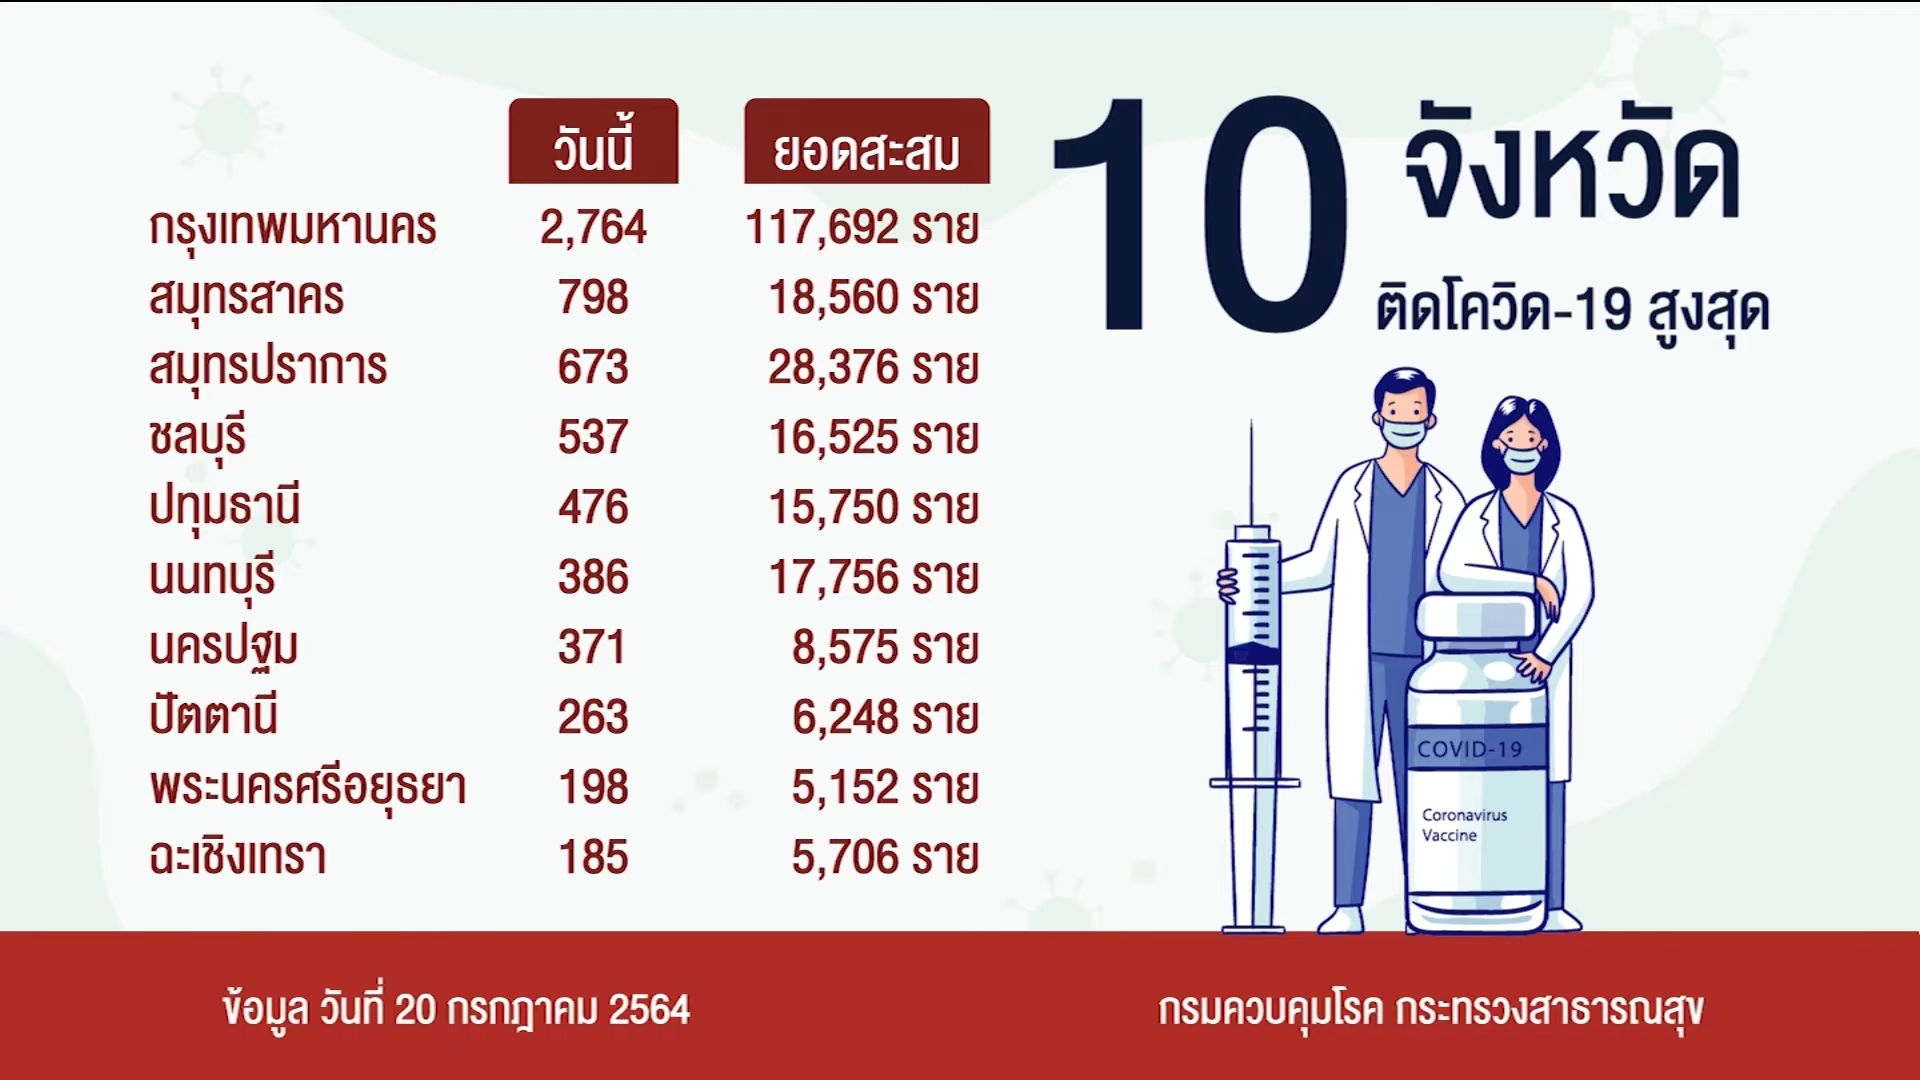 10 จังหวัด
ติดโควิด-19 สูงสุด
วันนี้ ยอดสะสม
กรุงเทพมหานคร 2,764 117,692 ราย
สมุทรสาคร 798 18,560 ราย
สมุทรปราการ 673 28,376 ราย
ชลบุรี 537 16,525 ราย
ปทุมธานี 476 15,750 ราย
นนทบุรี 386 17,756 ราย
นครปฐม 371 8,575 ราย
ปัตตานี 263 6,248 ราย
พระนครศรีอยุธยา 198 5,152 ราย
ฉะเชิงเทรา 185 5,706 ราย
COVID-19
Coronavirus
Vaccine
ข้อมูล วันที่ 20 กรกฎาคม 2564
กรมควบคุมโรค กระทรวงสาธารณสุข